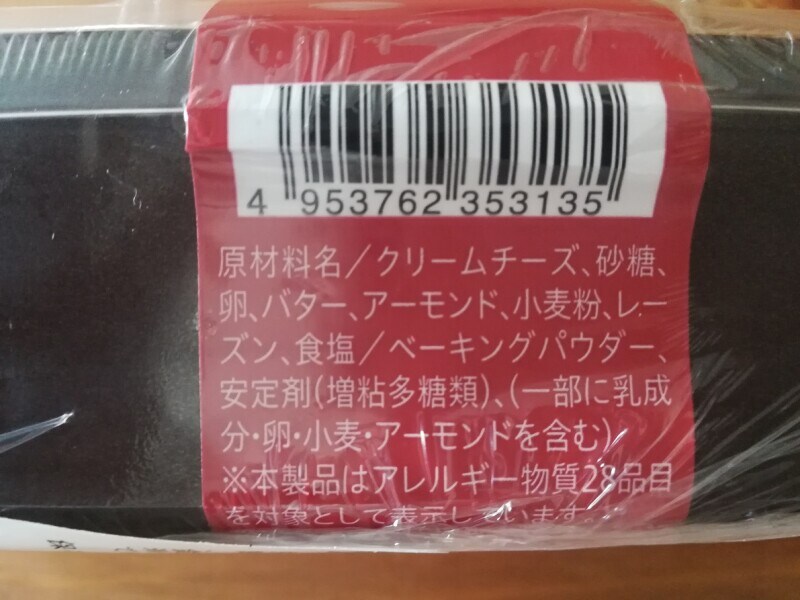 4 953762 353135
原材料名/クリームチーズ、砂糖、
卵、バター、アーモンド、小麦粉、レー
ズン、食塩/ベーキングパウダー、
安定剤(増粘多糖類)、(一部に乳成
分・卵・小麦・アーモンドを含む)
※本製品はアレルギー物質28品目
を対象として表示しています。